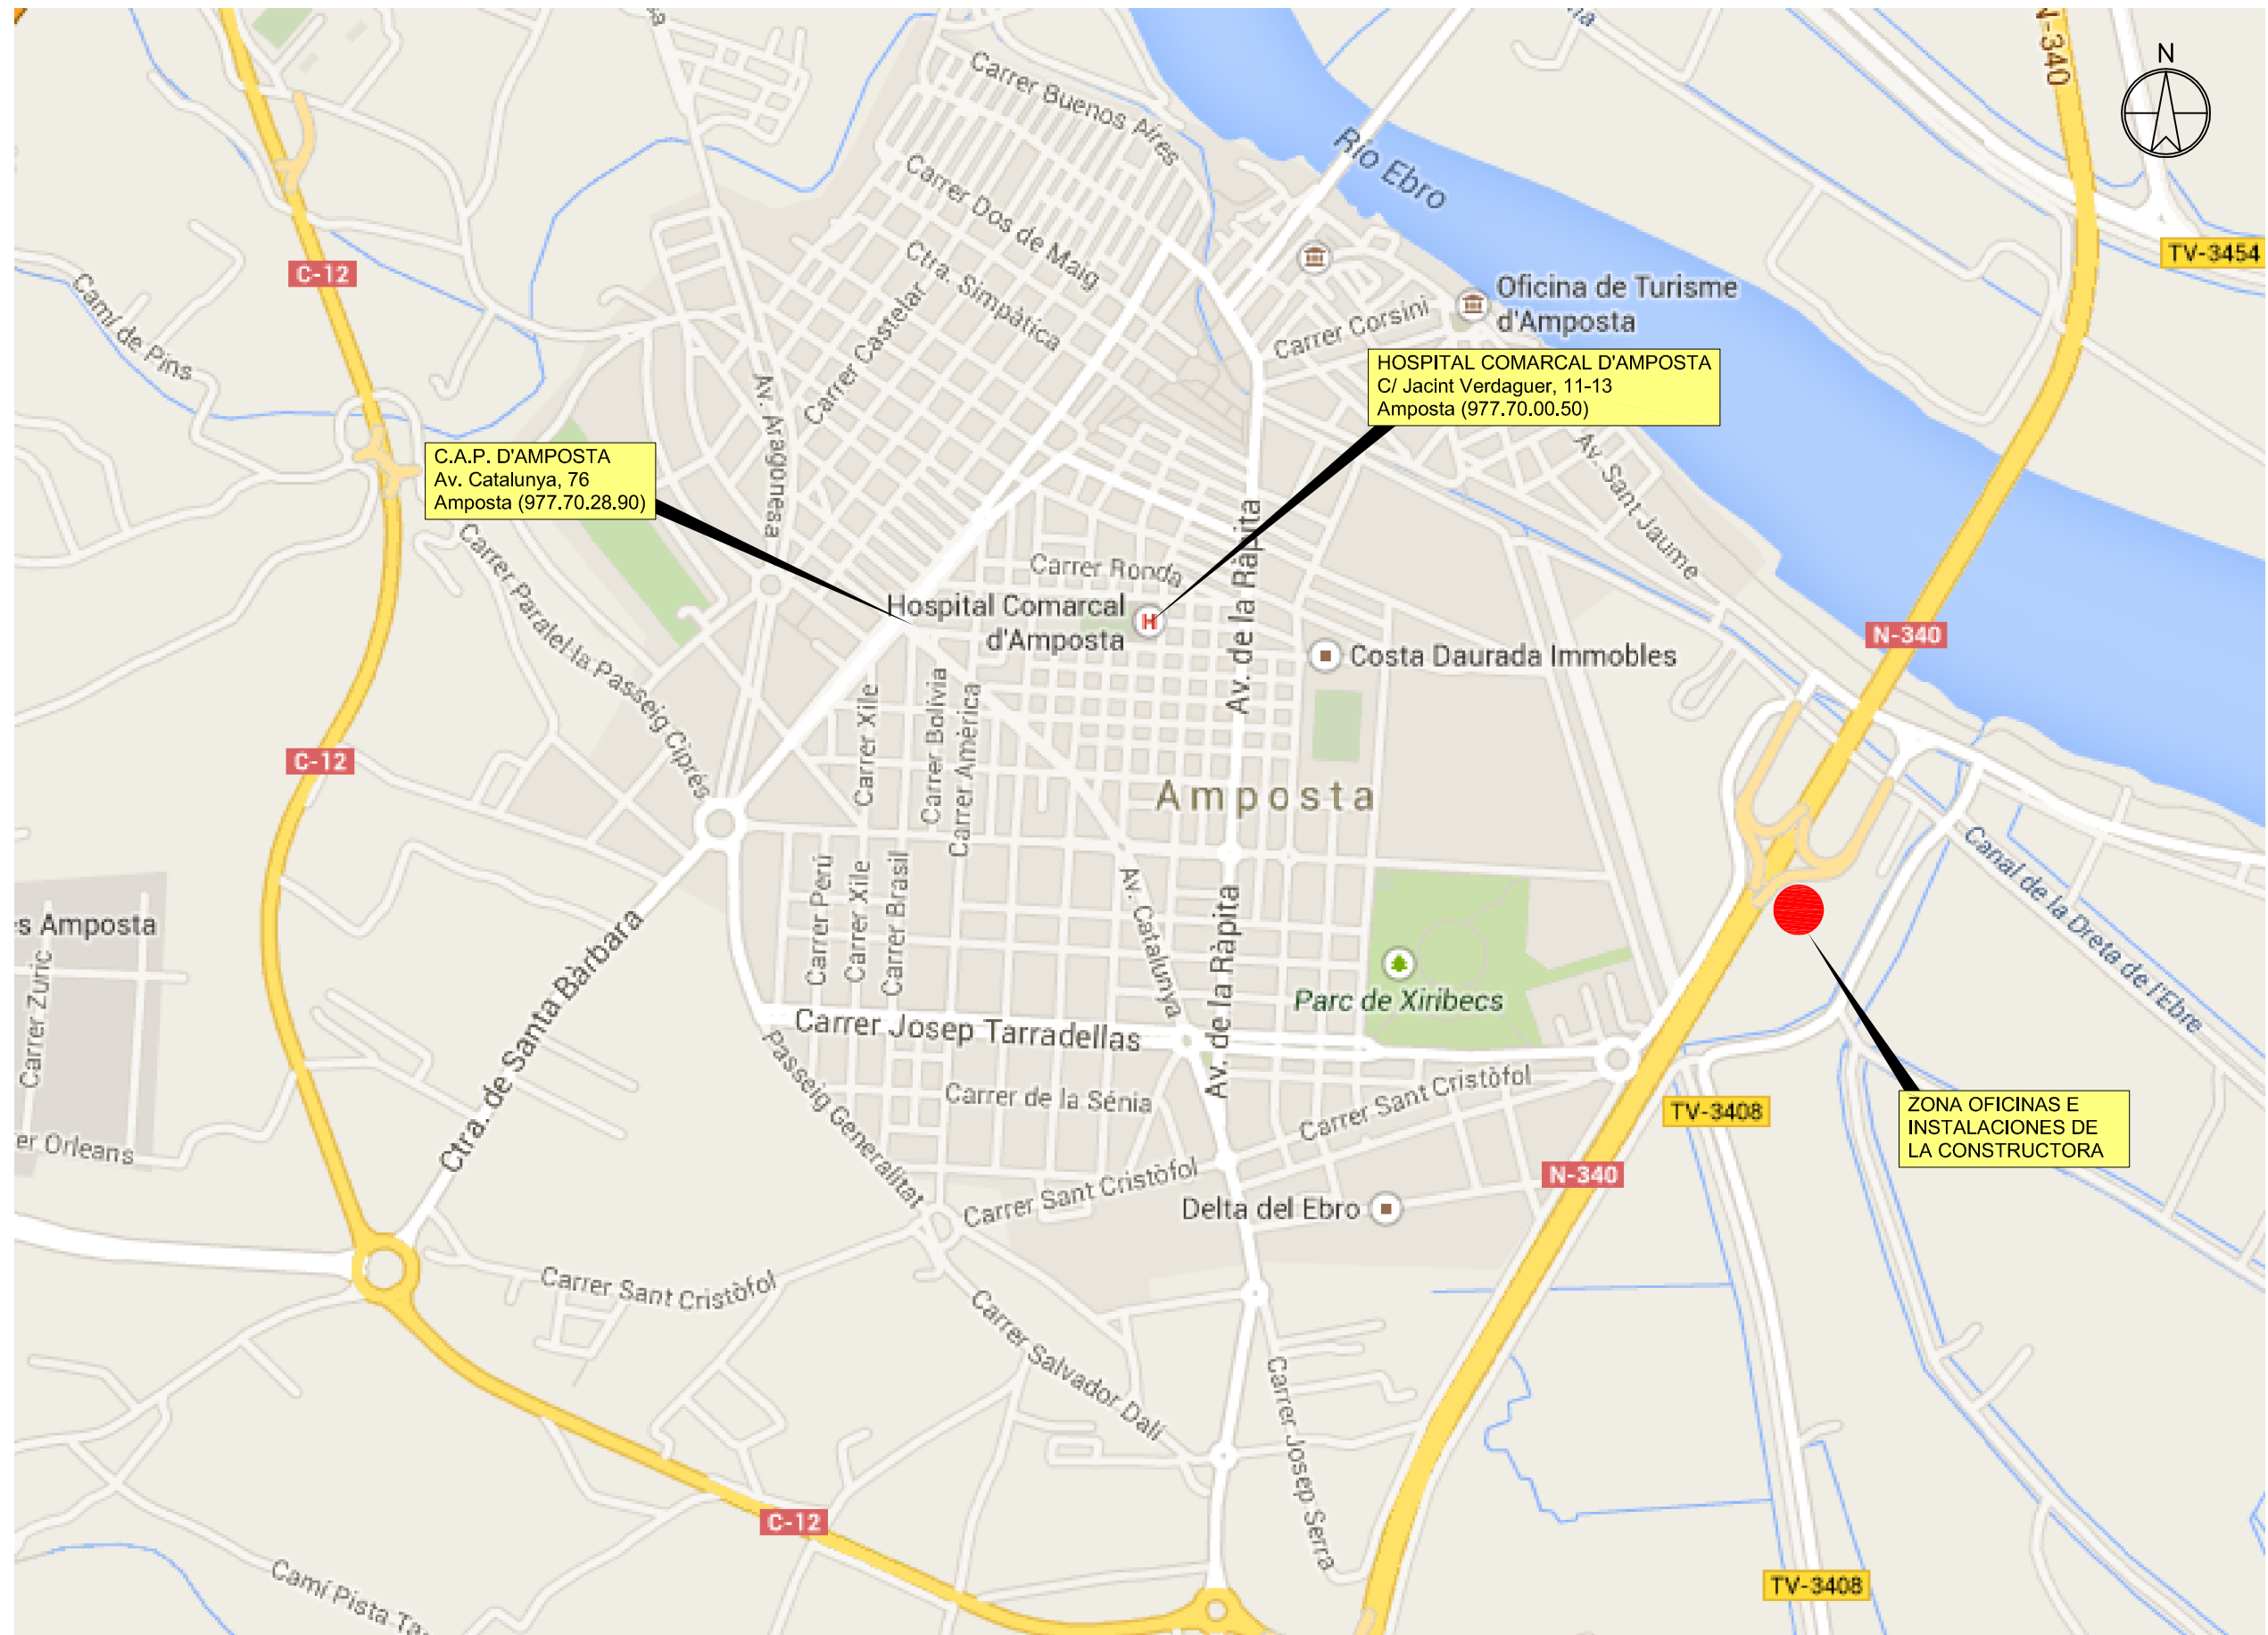 N
N-340
Carrer Buenos Aires
Río Ebro
Carrer Dos de Maig
TV-3454
C-12
Ctra. Simpàtica
Oficina de Turisme
d'Amposta
Camí de Pins
Carrer Castelar
Carrer Corsini
HOSPITAL COMARCAL D'AMPOSTA
C/ Jacint Verdaguer, 11-13
Amposta (977.70.00.50)
Av. Aragonesa
C.A.P. D'AMPOSTA
Av. Catalunya, 76
Amposta (977.70.28.90)
Av. Sant Jaume
Carrer Paralel·la Passeig Ciprés
Carrer Ronda
Av. de la Ràpita
Hospital Comarcal
d'Amposta
H
N-340
Costa Daurada Immobles
Carrer Xile
Carrer Bolívia
Carrer Amèrica
C-12
Amposta
Canal de la Dreta de l'Ebre
Carrer Perú
Carrer Xile
Carrer Brasil
Av. Catalunya
Av. de la Ràpita
s Amposta
Carrer Zuric
Ctra. de Santa Bàrbara
Parc de Xiribecs
Carrer Josep Tarradellas
Passeig Generalitat
Carrer de la Sénia
Carrer Sant Cristòfol
TV-3408
ZONA OFICINAS E
INSTALACIONES DE
LA CONSTRUCTORA
er Orleans
N-340
Carrer Sant Cristòfol
Delta del Ebro
Carrer Sant Cristòfol
Carrer Salvador Dalí
Carrer Josep Serra
C-12
Camí Pista Ta
TV-3408